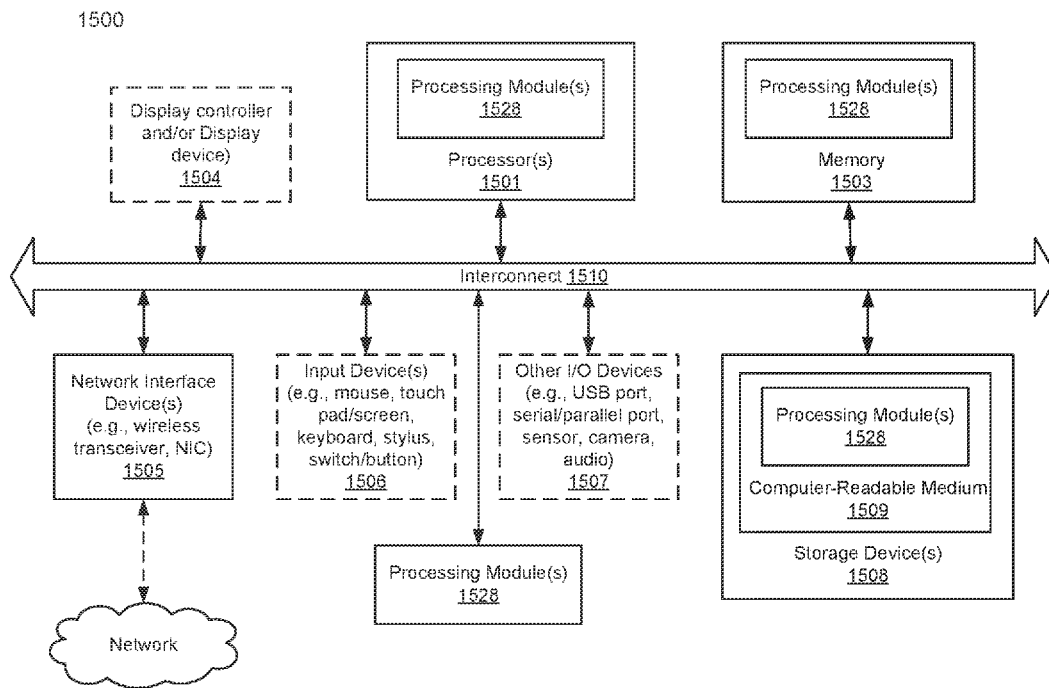 1500
Display controller
and/or Display
device)
1504
Processing Module(s)
1528
Processor(s)
1501
Processing Module(s)
1528
Memory
1503
Interconnect 1510
Network Interface
Device(s)
(e.g., wireless
transceiver, NIC)
1505
Input Device(s)
(e.g., mouse, touch
pad/screen,
keyboard, stylus,
switch/button)
1506
Other I/O Devices
(e.g., USB port,
serial/parallel port,
sensor, camera,
audio)
1507
Processing Module(s)
1528
Computer-Readable Medium
1509
Storage Device(s)
1508
Processing Module(s)
1528
Network